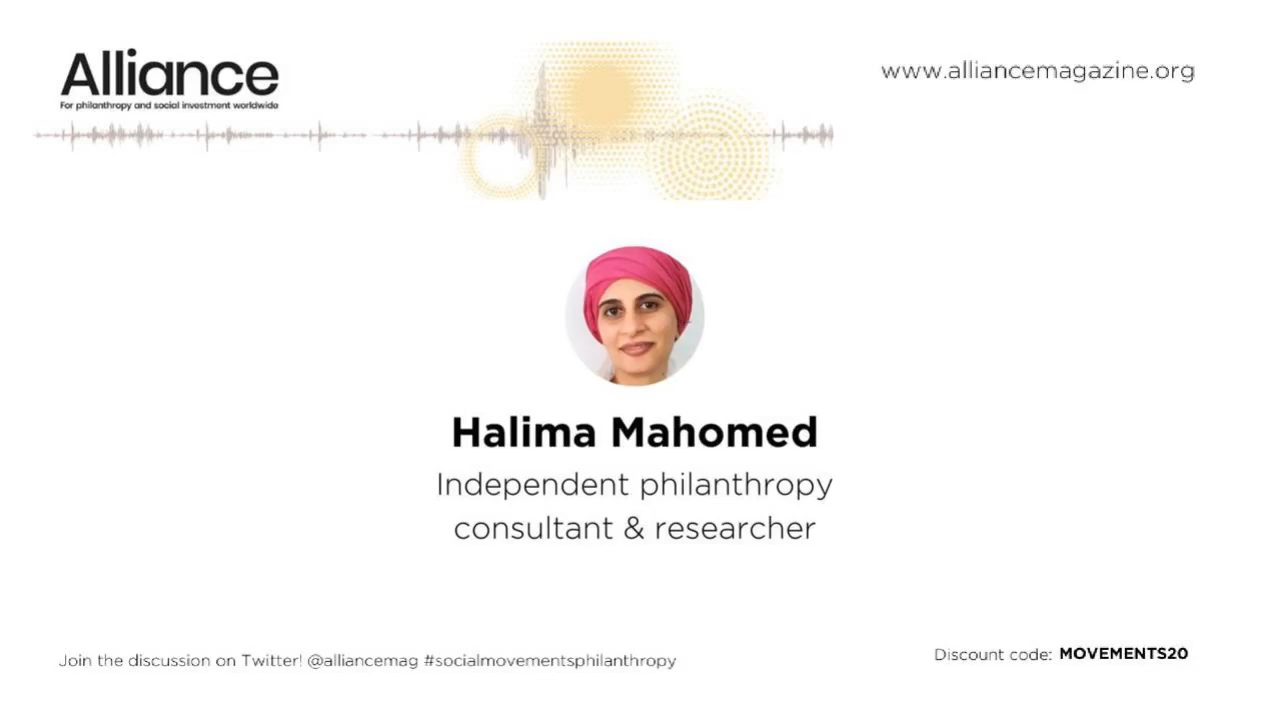 Alliance
For philanthropy and social investment worldwide
www.alliancemagazine.org
Halima Mahomed
Independent philanthropy
consultant & researcher
Join the discussion on Twitter! @alliancemag #socialmovementsphilanthropy
Discount code: MOVEMENTS20